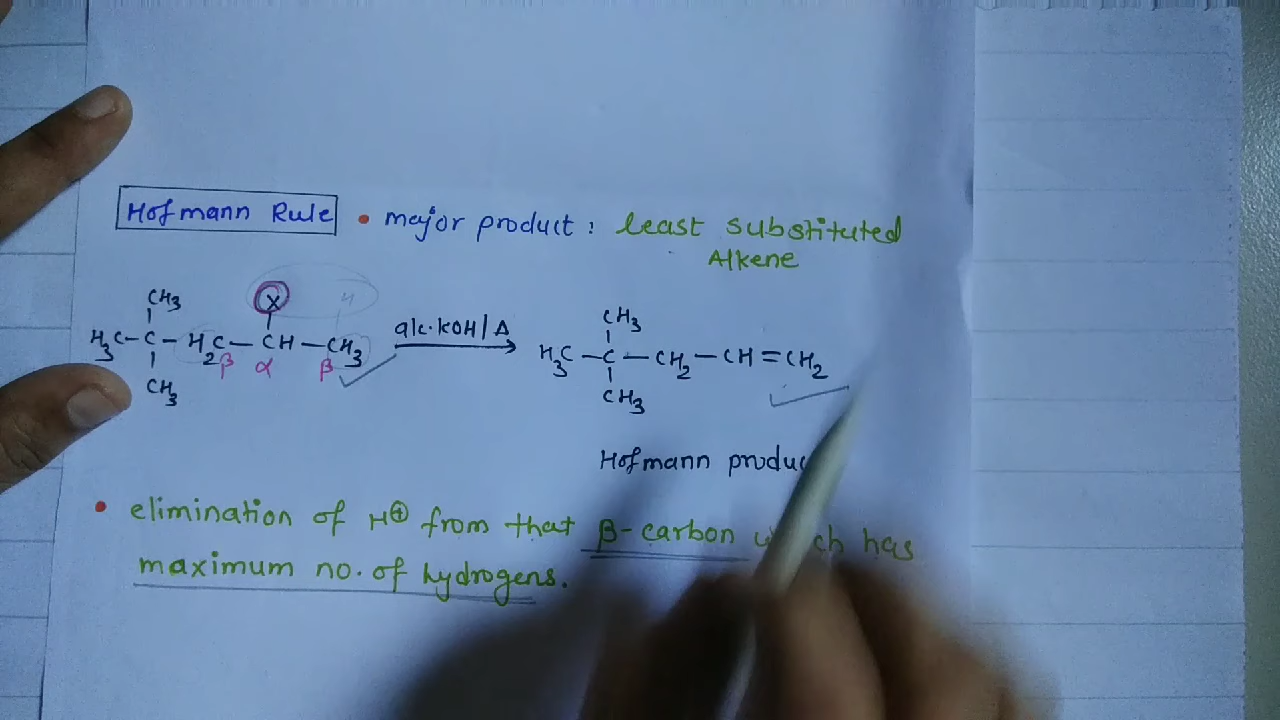 Hofmann Rule • major product : least substituted
Alkene
CH3 X H
H3C-C-H2C-CH-CH3 alc.KOH/Δ
β α β
CH3
CH3
H3C-C-CH2-CH=CH2
CH3
Hofmann
• elimination of H⊕ from that β-carbon has
maximum no. of hydrogens.